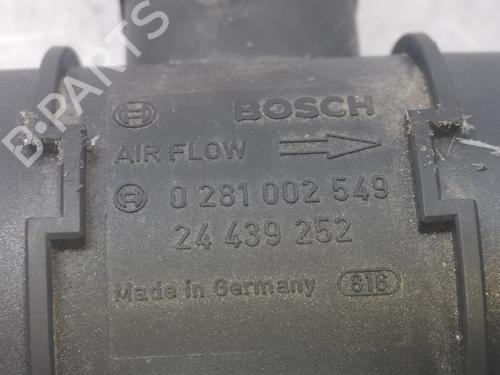 BOSCH
AIR FLOW
0 281 002 549
24 439 252
Made in Germany 816
B-PARTS